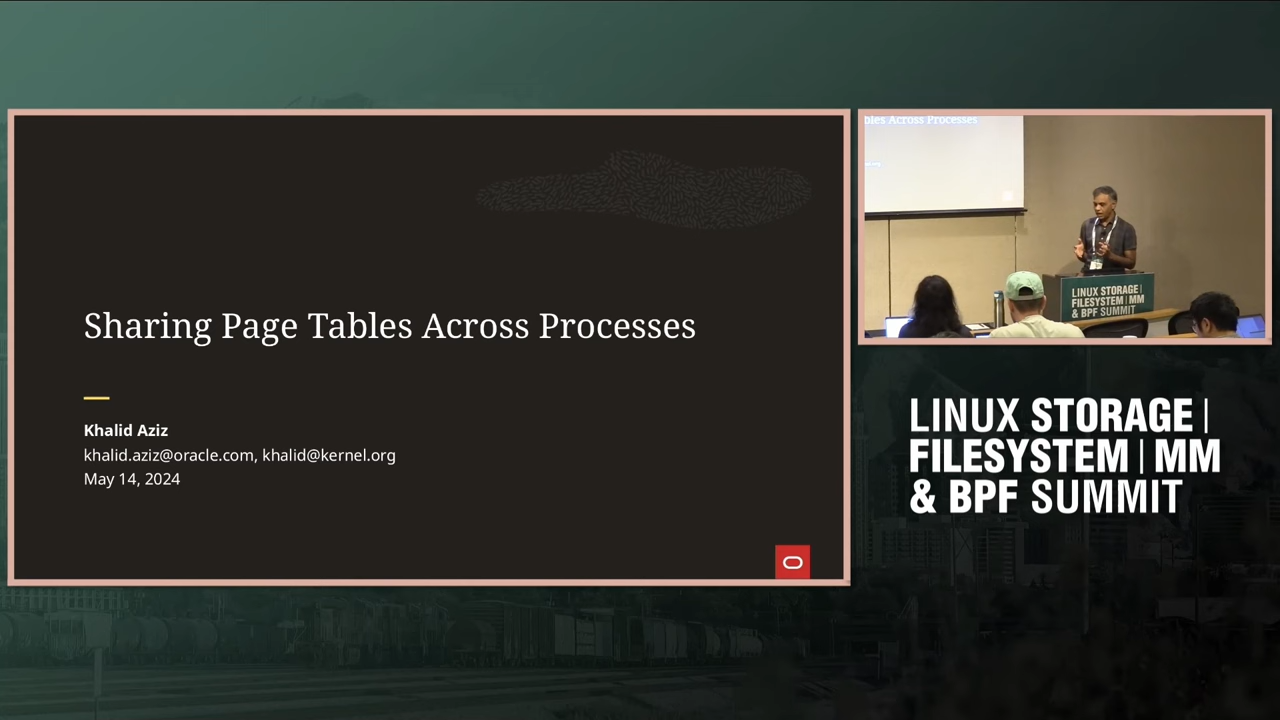 Sharing Page Tables Across Processes
Khalid Aziz
khalid.aziz@oracle.com, khalid@kernel.org
May 14, 2024
bles Across Processes
LINUX STORAGE |
FILESYSTEM | MM
& BPF SUMMIT
LINUX STORAGE |
FILESYSTEM | MM
& BPF SUMMIT